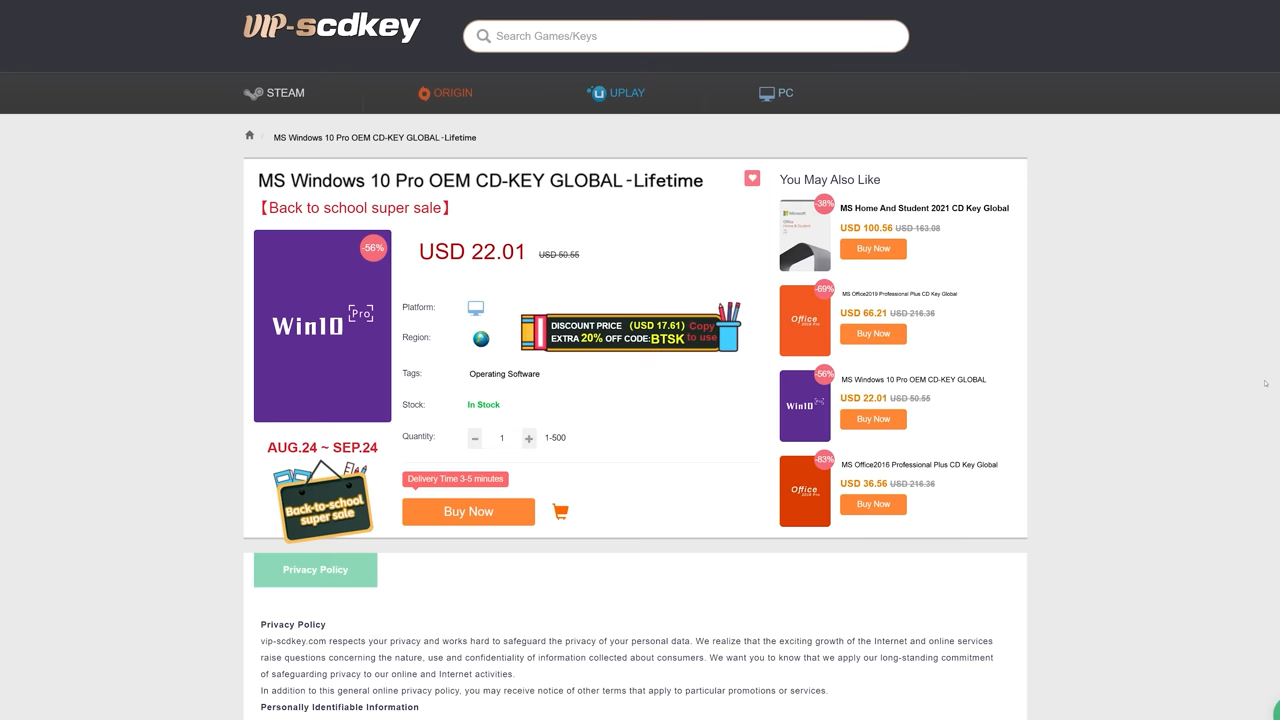 VIP-SCDKEY
Search Games/Keys
STEAM
ORIGIN
UPLAY
PC
MS Windows 10 Pro OEM CD-KEY GLOBAL -Lifetime
MS Windows 10 Pro OEM CD-KEY GLOBAL -Lifetime
【Back to school super sale】
-56%
Win10 Pro
USD 22.01 USD 50.55
Platform:
Region:
DISCOUNT PRICE (USD 17.61) Copy
EXTRA 20% OFF CODE:BTSK to use
Tags: Operating Software
Stock: In Stock
Quantity: - 1 + 1-500
AUG.24 ~ SEP.24
Back-to-school
super sale
Delivery Time 3-5 minutes
Buy Now
You May Also Like
-38%
Microsoft
MS Home And Student 2021 CD Key Global
USD 100.56 USD 163.08
Buy Now
-69%
Office
MS Office2019 Professional Plus CD Key Global
USD 66.21 USD 216.36
Buy Now
-56%
Win10 Pro
MS Windows 10 Pro OEM CD-KEY GLOBAL
USD 22.01 USD 50.55
Buy Now
-83%
Office
MS Office2016 Professional Plus CD Key Global
USD 36.56 USD 216.36
Buy Now
Privacy Policy
Privacy Policy
vip-scdkey.com respects your privacy and works hard to safeguard the privacy of your personal data. We realize that the exciting growth of the Internet and online services
raise questions concerning the nature, use and confidentiality of information collected about consumers. We want you to know that we apply our long-standing commitment
of safeguarding privacy to our online and Internet activities.
In addition to this general online privacy policy, you may receive notice of other terms that apply to particular promotions or services.
Personally Identifiable Information